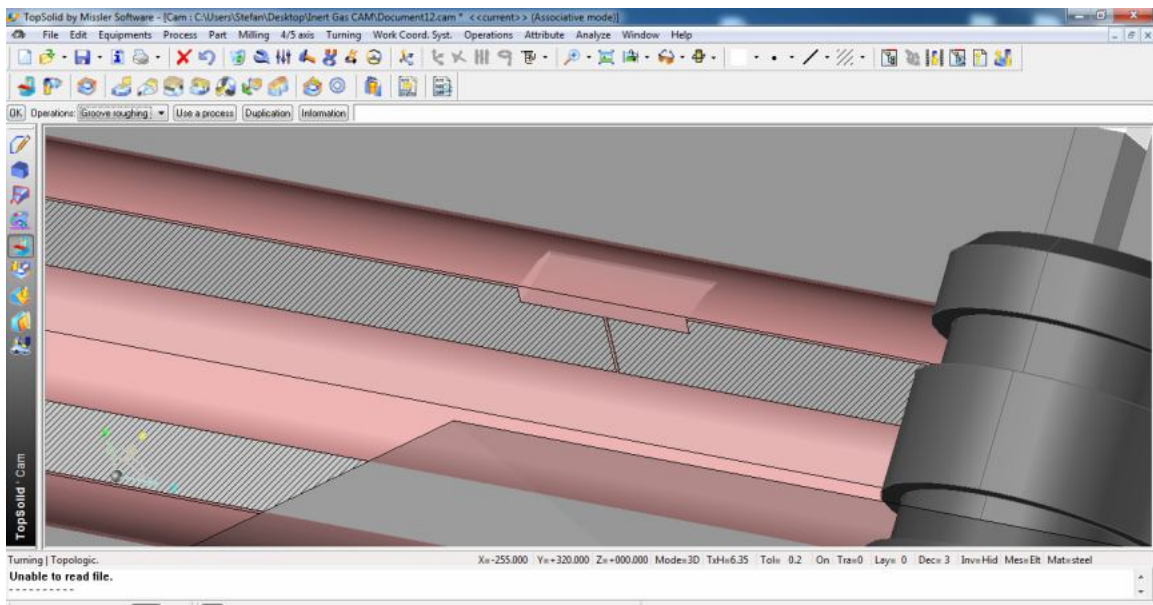 TopSolid by Missler Software - [Cam : C:\Users\Stefan\Desktop\Inert Gas CAM\Document12.cam * <<current>> (Associative mode)]
File Edit Equipments Process Part Milling 4/5 axis Turning Work Coord. Syst. Operations Attribute Analyze Window Help
OK Operations: Groove roughing Use a process Duplication Information
TopSolid'Cam
Turning | Topologic. X=-255.000 Y=+320.000 Z=+000.000 Mode=3D TxH=6.35 Tol= 0.2 On Tra=0 Lay= 0 Dec= 3 Inv=Hid Mes=Elt Mat=steel
Unable to read file.
----------